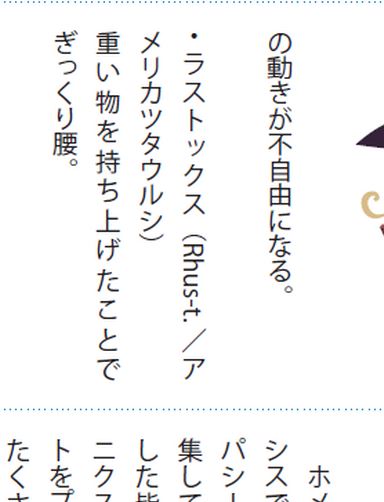 の動きが不自由になる。
・ラストックス（Rhus-t.／ア
メリカツタウルシ）
重い物を持ち上げたことで
ぎっくり腰。
ホメ
シスで
パシー
集して
した皆
ニクス
トをプ
たくさ